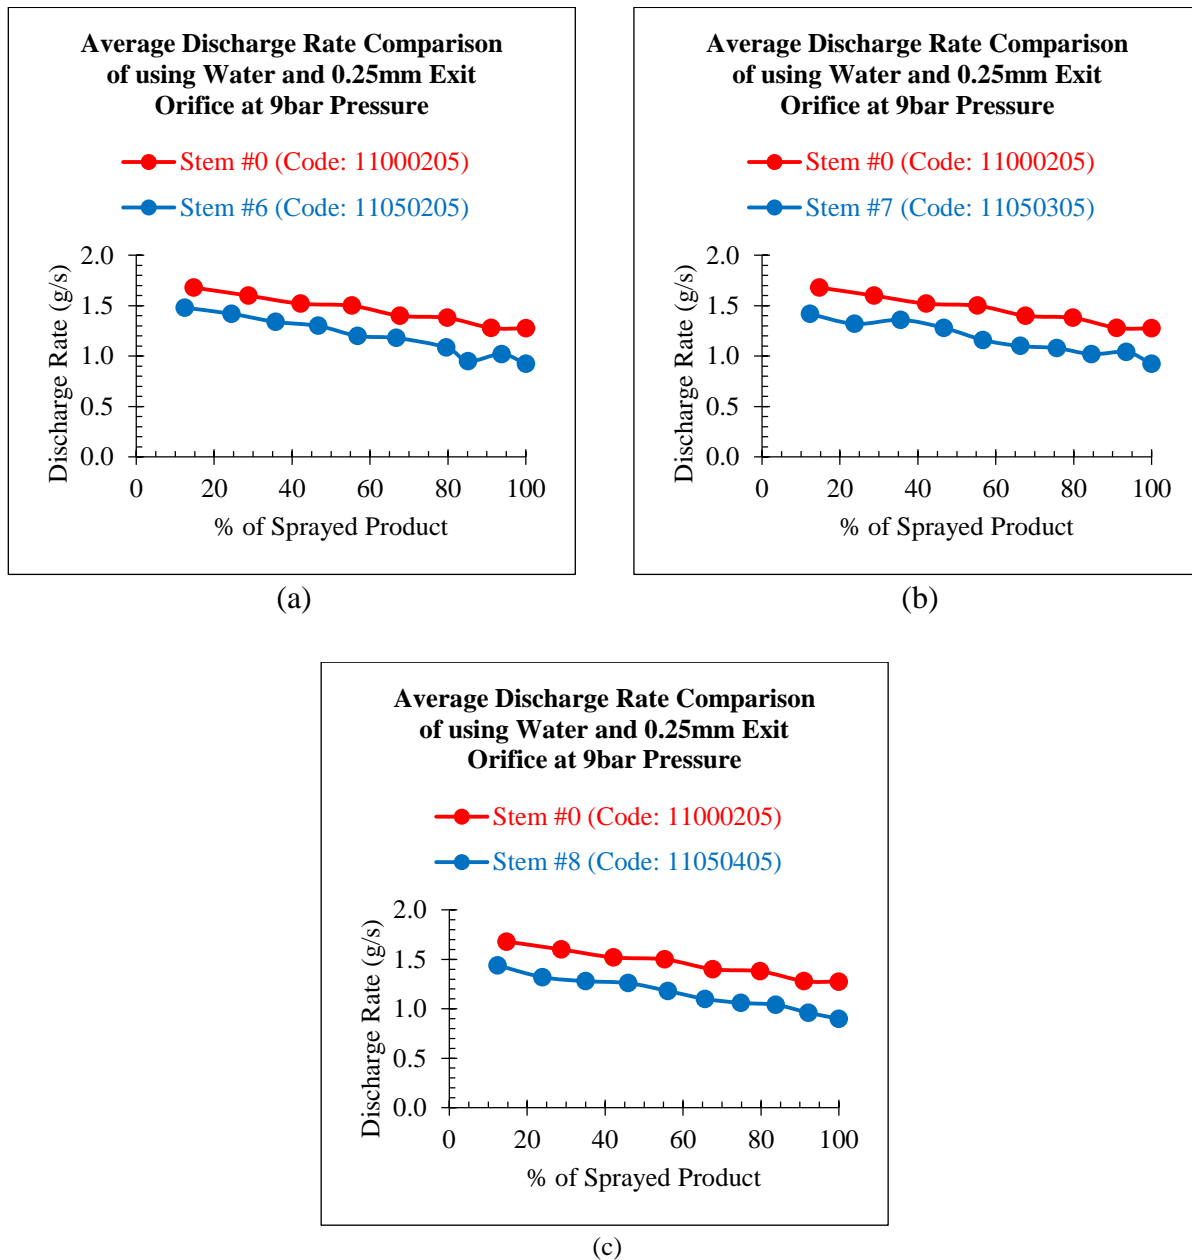 Average Discharge Rate Comparison
of using Water and 0.25mm Exit
Orifice at 9bar Pressure
Stem #0 (Code: 11000205)
Stem #6 (Code: 11050205)
Discharge Rate (g/s)
2.0
1.5
1.0
0.5
0.0
0 20 40 60 80 100
% of Sprayed Product
(a)
Average Discharge Rate Comparison
of using Water and 0.25mm Exit
Orifice at 9bar Pressure
Stem #0 (Code: 11000205)
Stem #7 (Code: 11050305)
Discharge Rate (g/s)
2.0
1.5
1.0
0.5
0.0
0 20 40 60 80 100
% of Sprayed Product
(b)
Average Discharge Rate Comparison
of using Water and 0.25mm Exit
Orifice at 9bar Pressure
Stem #0 (Code: 11000205)
Stem #8 (Code: 11050405)
Discharge Rate (g/s)
2.0
1.5
1.0
0.5
0.0
0 20 40 60 80 100
% of Sprayed Product
(c)